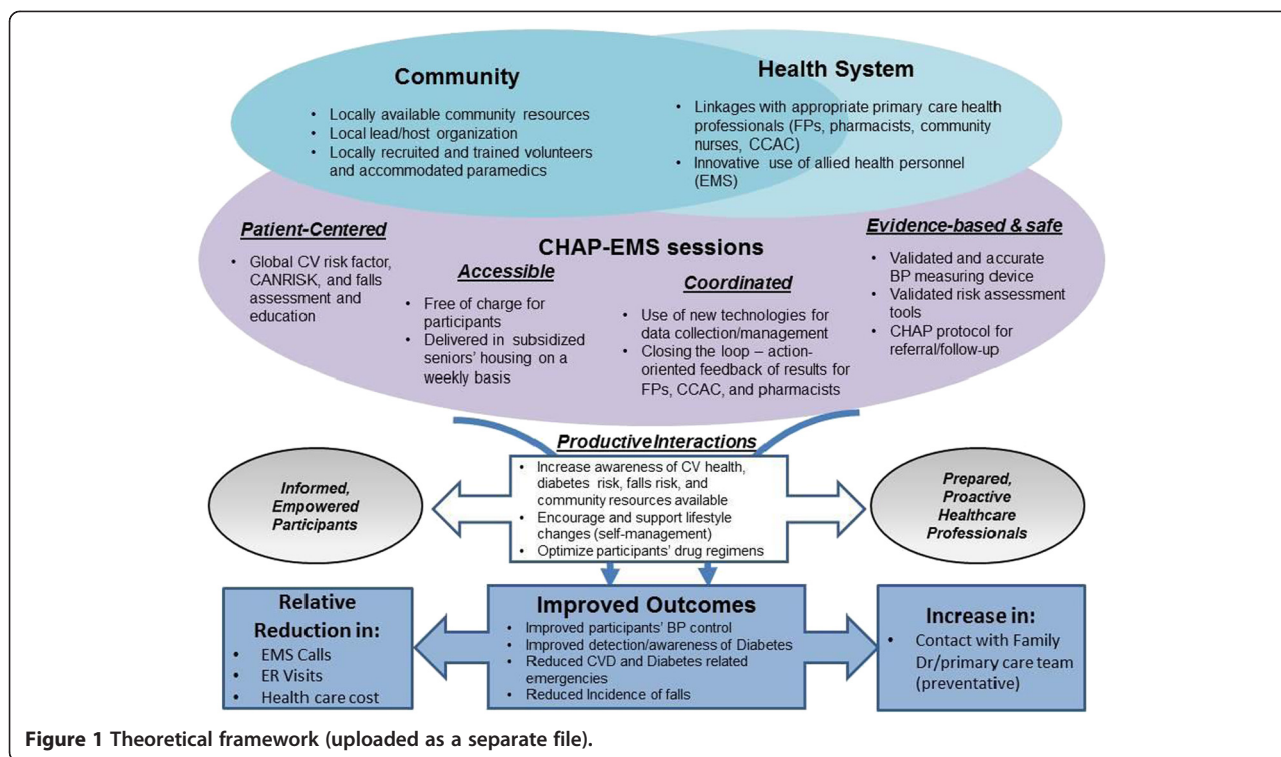 Community
• Locally available community resources
• Local lead/host organization
• Locally recruited and trained volunteers
and accommodated paramedics
Health System
• Linkages with appropriate primary care health
professionals (FPs, pharmacists, community
nurses, CCAC)
• Innovative use of allied health personnel
(EMS)
CHAP-EMS sessions
Patient-Centered
• Global CV risk factor,
CANRISK, and falls
assessment and
education
Accessible
• Free of charge for
participants
• Delivered in subsidized
seniors' housing on a
weekly basis
Coordinated
• Use of new technologies for
data collection/management
• Closing the loop – action-
oriented feedback of results for
FPs, CCAC, and pharmacists
Evidence-based & safe
• Validated and accurate
BP measuring device
• Validated risk assessment
tools
• CHAP protocol for
referral/follow-up
Productive Interactions
• Increase awareness of CV health,
diabetes risk, falls risk, and
community resources available
• Encourage and support lifestyle
changes (self-management)
• Optimize participants' drug regimens
Informed,
Empowered
Participants
Prepared,
Proactive
Healthcare
Professionals
Relative
Reduction in:
• EMS Calls
• ER Visits
• Health care cost
Improved Outcomes
• Improved participants' BP control
• Improved detection/awareness of Diabetes
• Reduced CVD and Diabetes related
emergencies
• Reduced Incidence of falls
Increase in:
• Contact with Family
Dr/primary care team
(preventative)
Figure 1 Theoretical framework (uploaded as a separate file).